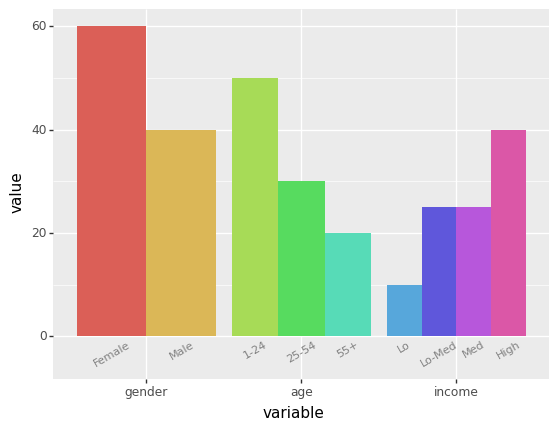 60
40
20
0
value
Female Male 1-24 25-54 55+ Lo Lo-Med Med High
gender age income
variable